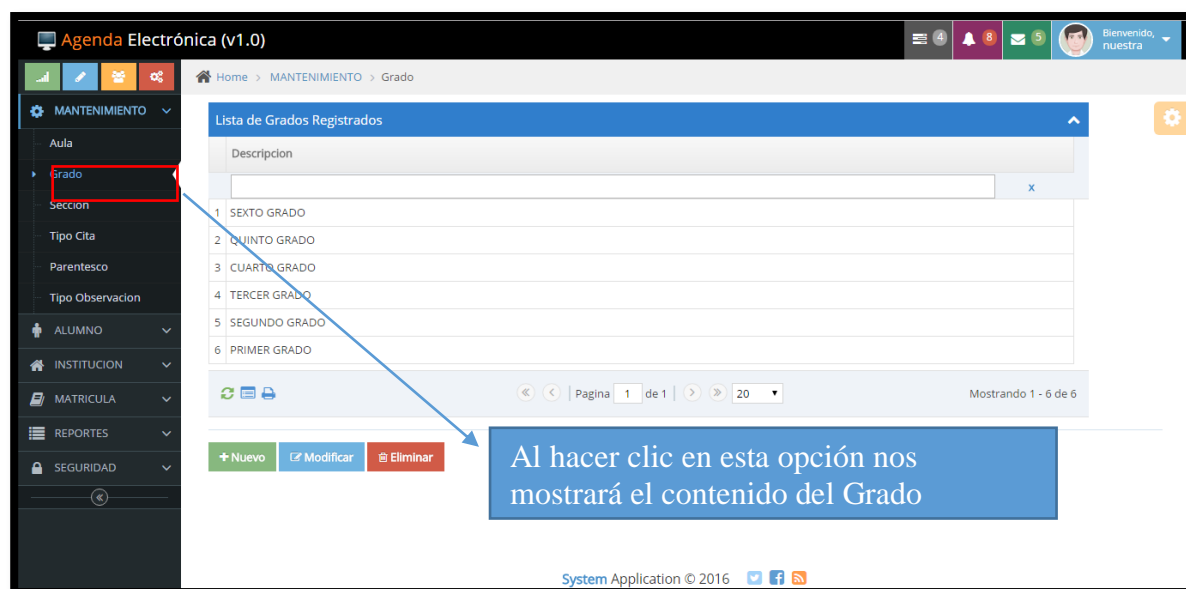 Agenda Electrónica (v1.0)
4
8
5
Bienvenido,
nuestra
Home > MANTENIMIENTO > Grado
MANTENIMIENTO
Aula
Grado
Seccion
Tipo Cita
Parentesco
Tipo Observacion
ALUMNO
INSTITUCION
MATRICULA
REPORTES
SEGURIDAD
Lista de Grados Registrados
Descripcion
x
1 SEXTO GRADO
2 QUINTO GRADO
3 CUARTO GRADO
4 TERCER GRADO
5 SEGUNDO GRADO
6 PRIMER GRADO
Pagina 1 de 1 20
Mostrando 1 - 6 de 6
+Nuevo Modificar Eliminar
Al hacer clic en esta opción nos
mostrará el contenido del Grado
System Application © 2016